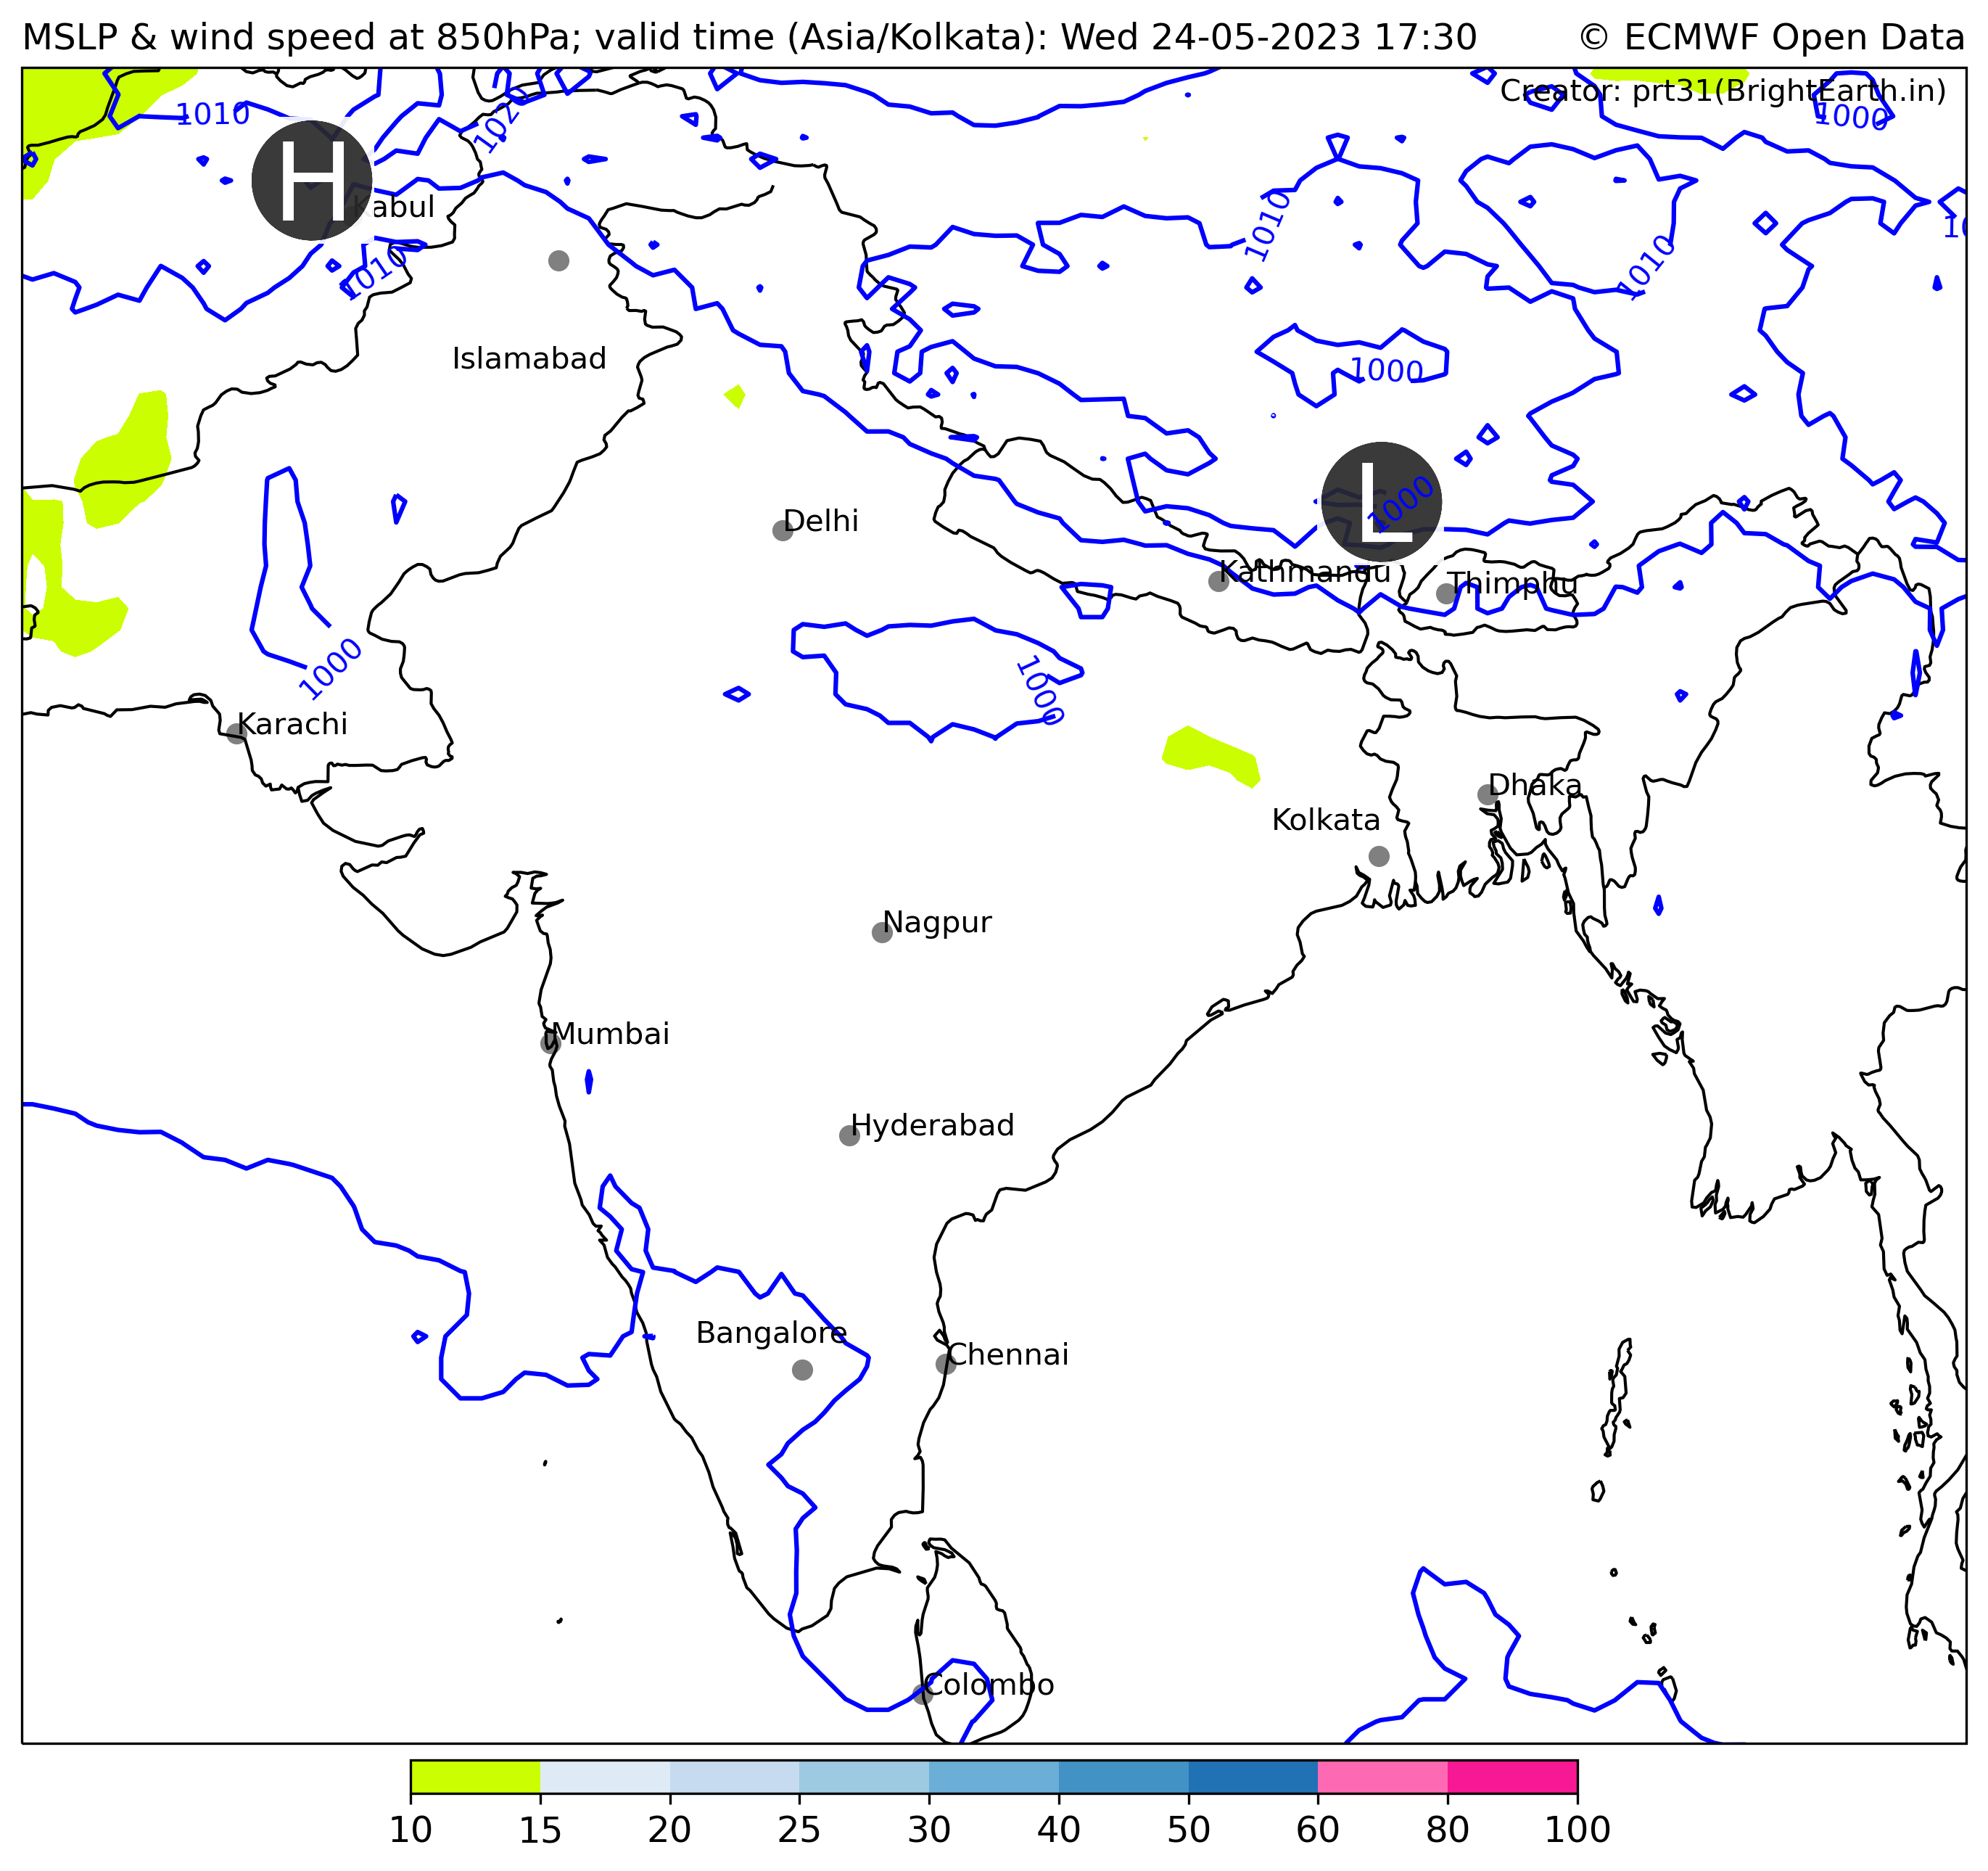 MSLP & wind speed at 850hPa; valid time (Asia/Kolkata): Wed 24-05-2023 17:30
© ECMWF Open Data
Creator: prt31(BrightEarth.in)
1010
1020
1000
H
Kabul
1010
1010
1010
10
Islamabad
1000
L
1000
Delhi
Kathmandu
Thimphu
1000
1000
Karachi
Dhaka
Kolkata
Nagpur
Mumbai
Hyderabad
Bangalore
Chennai
Colombo
10 15 20 25 30 40 50 60 80 100